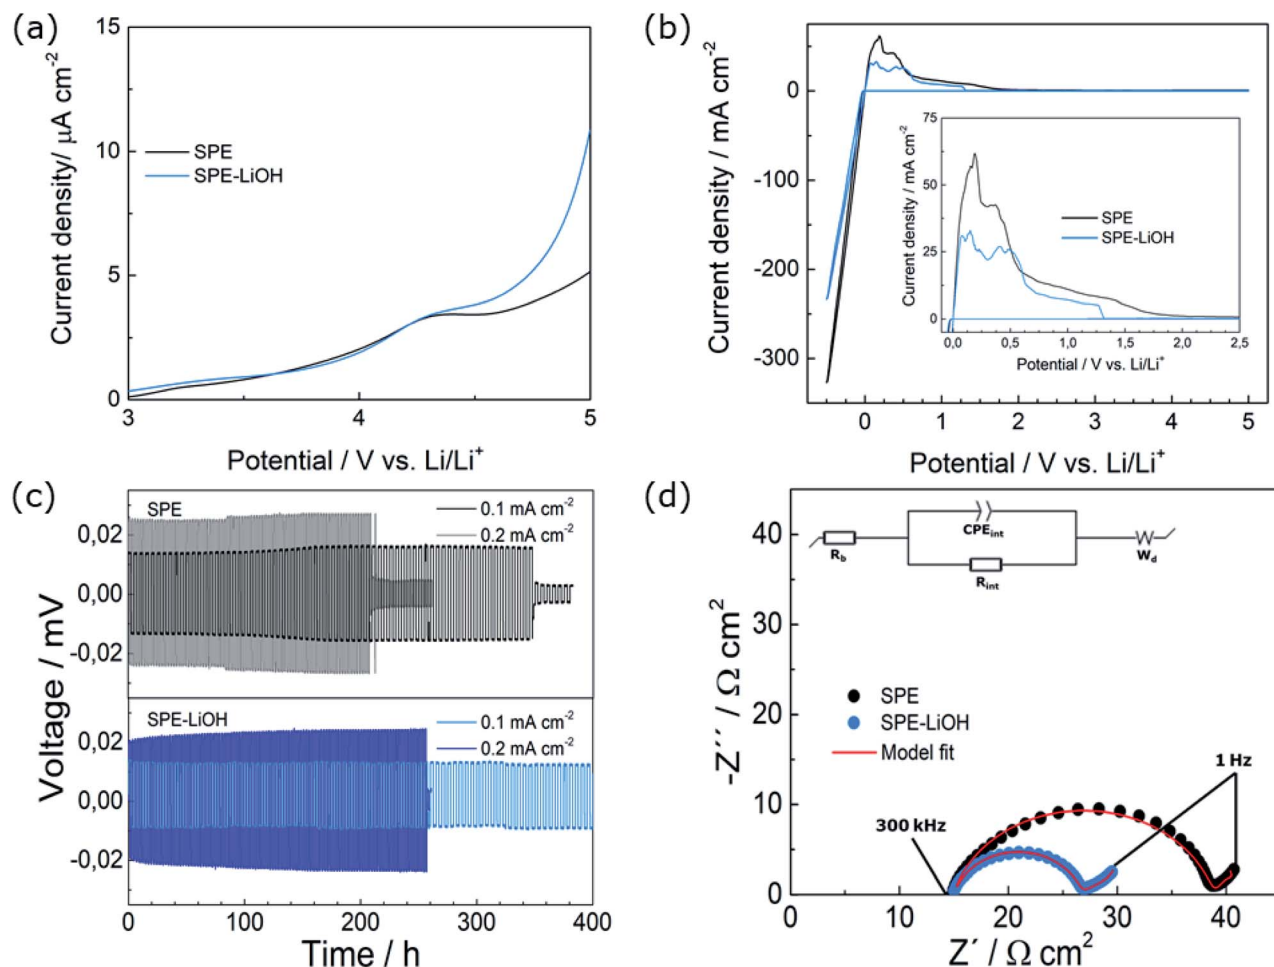 (a)
15
10
5
0
Current density/ μA cm⁻²
SPE
SPE-LiOH
3
4
5
Potential / V vs. Li/Li⁺
(b)
0
-100
-200
-300
Current density / mA cm⁻²
75
50
25
0
Current density / mA cm⁻²
SPE
SPE-LiOH
0,0
0,5
1,0
1,5
2,0
2,5
Potential / V vs. Li/Li⁺
0
1
2
3
4
5
Potential / V vs. Li/Li⁺
(c)
SPE
0.1 mA cm⁻²
0.2 mA cm⁻²
0,02
0,00
-0,02
SPE-LiOH
0.1 mA cm⁻²
0.2 mA cm⁻²
0,02
0,00
-0,02
Voltage / mV
0
100
200
300
400
Time / h
(d)
40
30
20
10
0
-Z´´ / Ω cm²
R_b
CPE_int
R_int
W_d
SPE
SPE-LiOH
Model fit
1 Hz
300 kHz
0
10
20
30
40
Z´ / Ω cm²